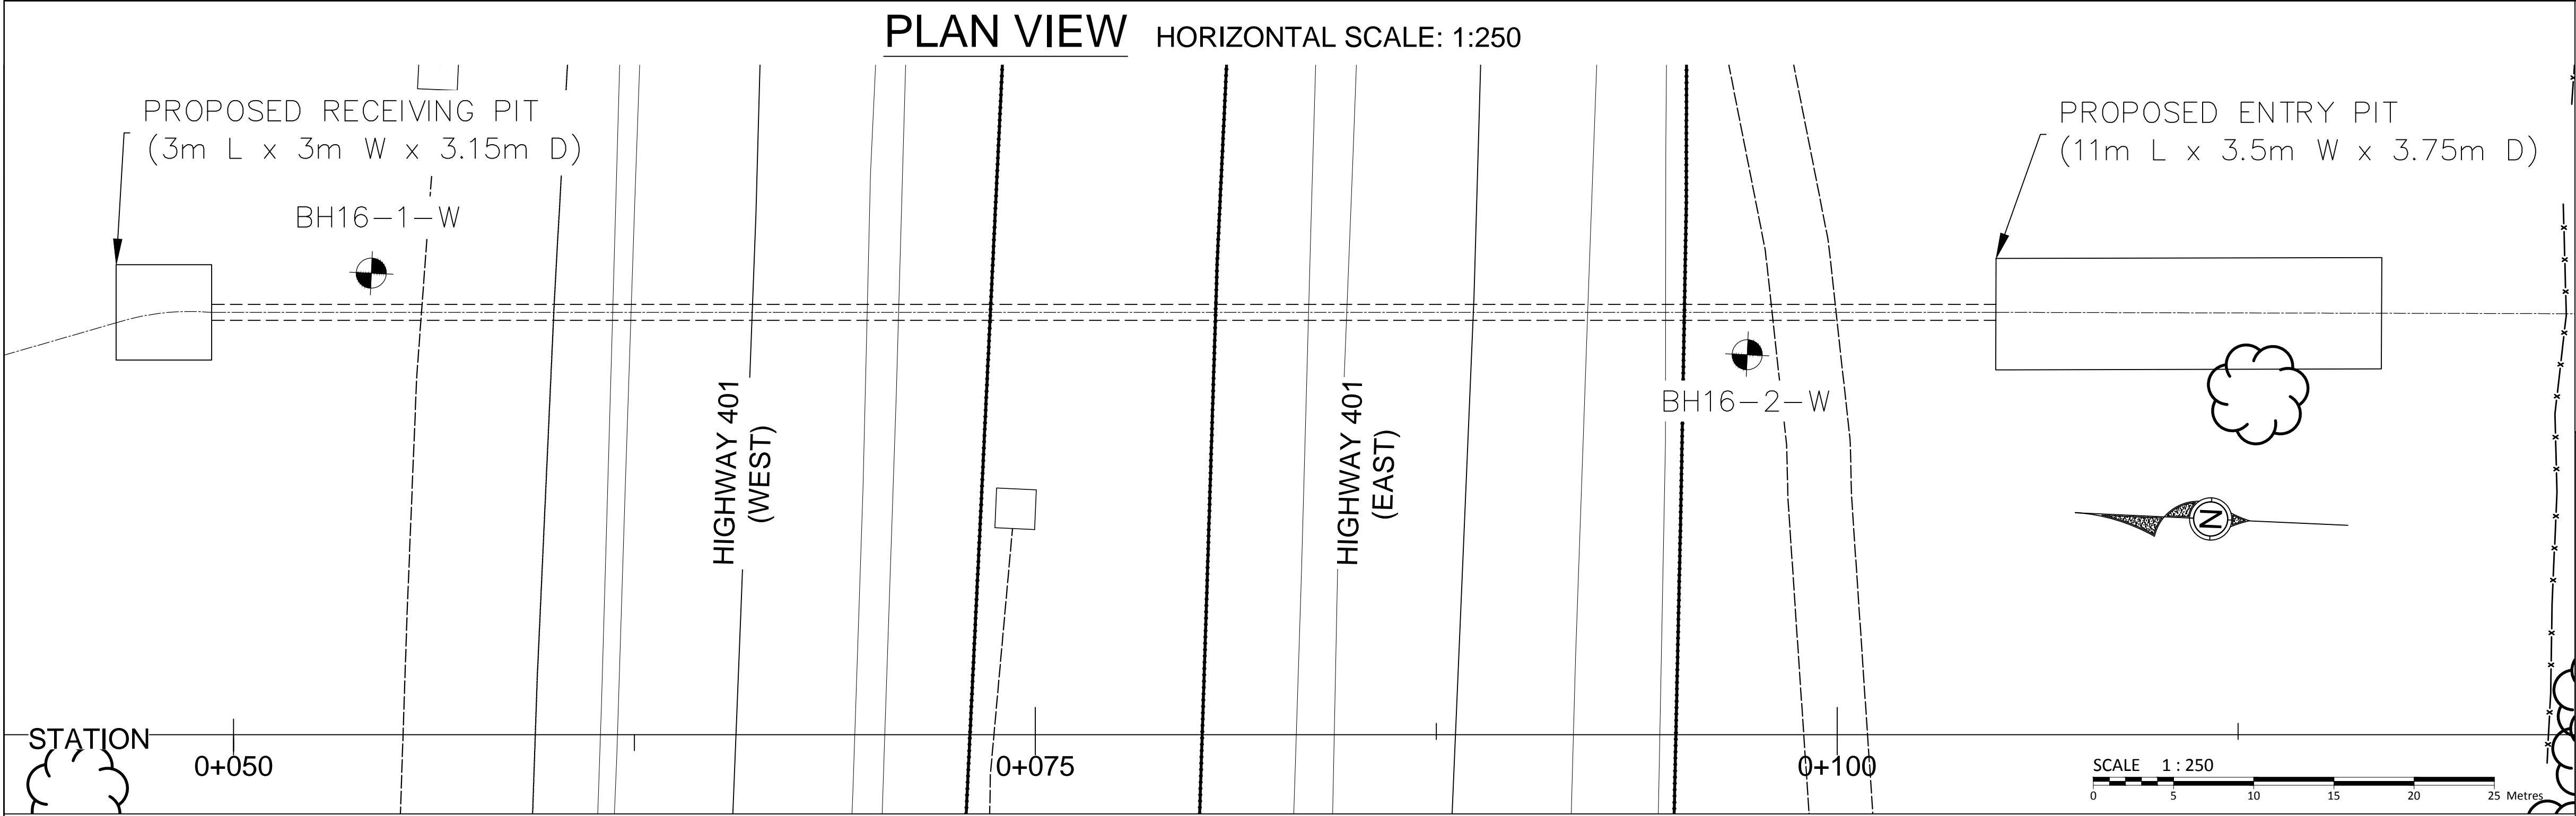 PLAN VIEW HORIZONTAL SCALE: 1:250
PROPOSED RECEIVING PIT
(3m L x 3m W x 3.15m D)
BH16-1-W
PROPOSED ENTRY PIT
(11m L x 3.5m W x 3.75m D)
HIGHWAY 401
(WEST)
HIGHWAY 401
(EAST)
BH16-2-W
N
STATION
0+050
0+075
0+100
SCALE 1 : 250
0 5 10 15 20 25 Metres